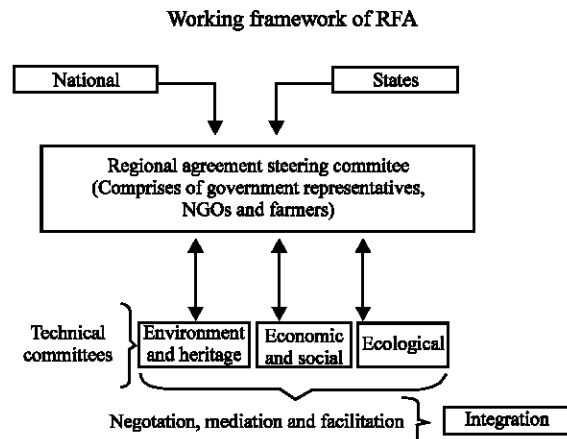 Working framework of RFA
National
States
Regional agreement steering commitee
(Comprises of government representatives,
NGOs and farmers)
Technical
committees
Environment
and heritage
Economic
and social
Ecological
Negotation, mediation and facilitation
Integration